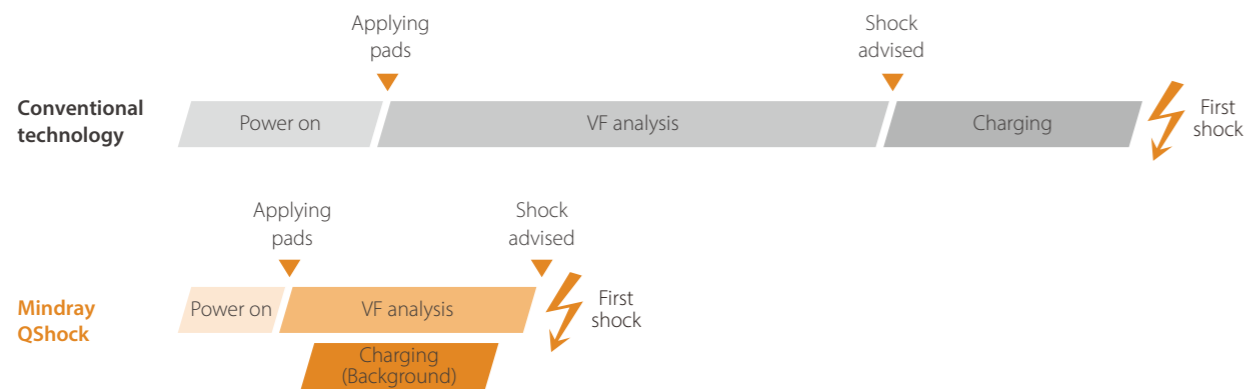 Applying
pads
Shock
advised
Conventional
technology
Power on
VF analysis
Charging
First
shock
Applying
pads
Shock
advised
Mindray
QShock
Power on
VF analysis
First
shock
Charging
(Background)